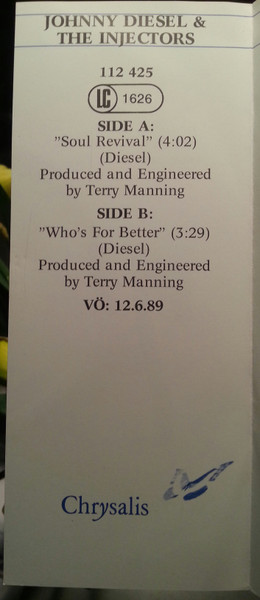 JOHNNY DIESEL &
THE INJECTORS
112 425
LC 1626
SIDE A:
"Soul Revival" (4:02)
(Diesel)
Produced and Engineered
by Terry Manning
SIDE B:
"Who's For Better" (3:29)
(Diesel)
Produced and Engineered
by Terry Manning
VÖ: 12.6.89
Chrysalis